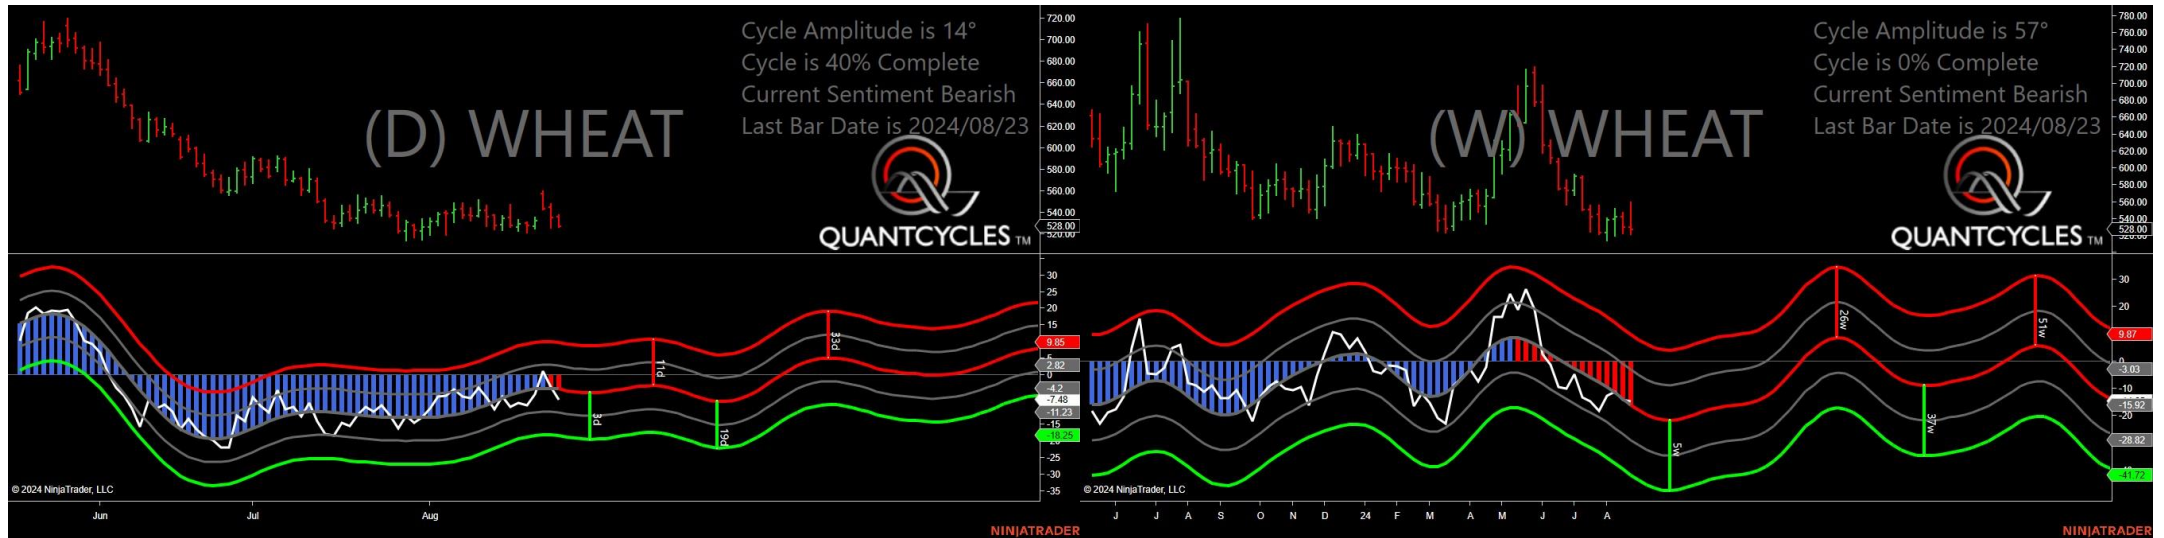 Cycle Amplitude is 14°
Cycle is 40% Complete
Current Sentiment Bearish
Last Bar Date is 2024/08/23
(D) WHEAT
QUANTCYCLES TM
720.00
700.00
680.00
660.00
640.00
620.00
600.00
580.00
560.00
540.00
528.00
520.00
30
25
20
15
9.85
5
2.82
0
-4.2
-7.48
-11.23
-15
-18.25
-25
-30
-35
11d
33d
3d
19d
© 2024 NinjaTrader, LLC
Jun
Jul
Aug
NINJATRADER
Cycle Amplitude is 57°
Cycle is 0% Complete
Current Sentiment Bearish
Last Bar Date is 2024/08/23
(W) WHEAT
QUANTCYCLES TM
780.00
760.00
740.00
720.00
700.00
680.00
660.00
640.00
620.00
600.00
580.00
560.00
540.00
528.00
30
20
9.87
0
-3.03
-10
-15.92
-20
-28.82
-41.72
26w
51w
5w
37w
© 2024 NinjaTrader, LLC
J J A S O N D 24 F M A M J J A
NINJATRADER